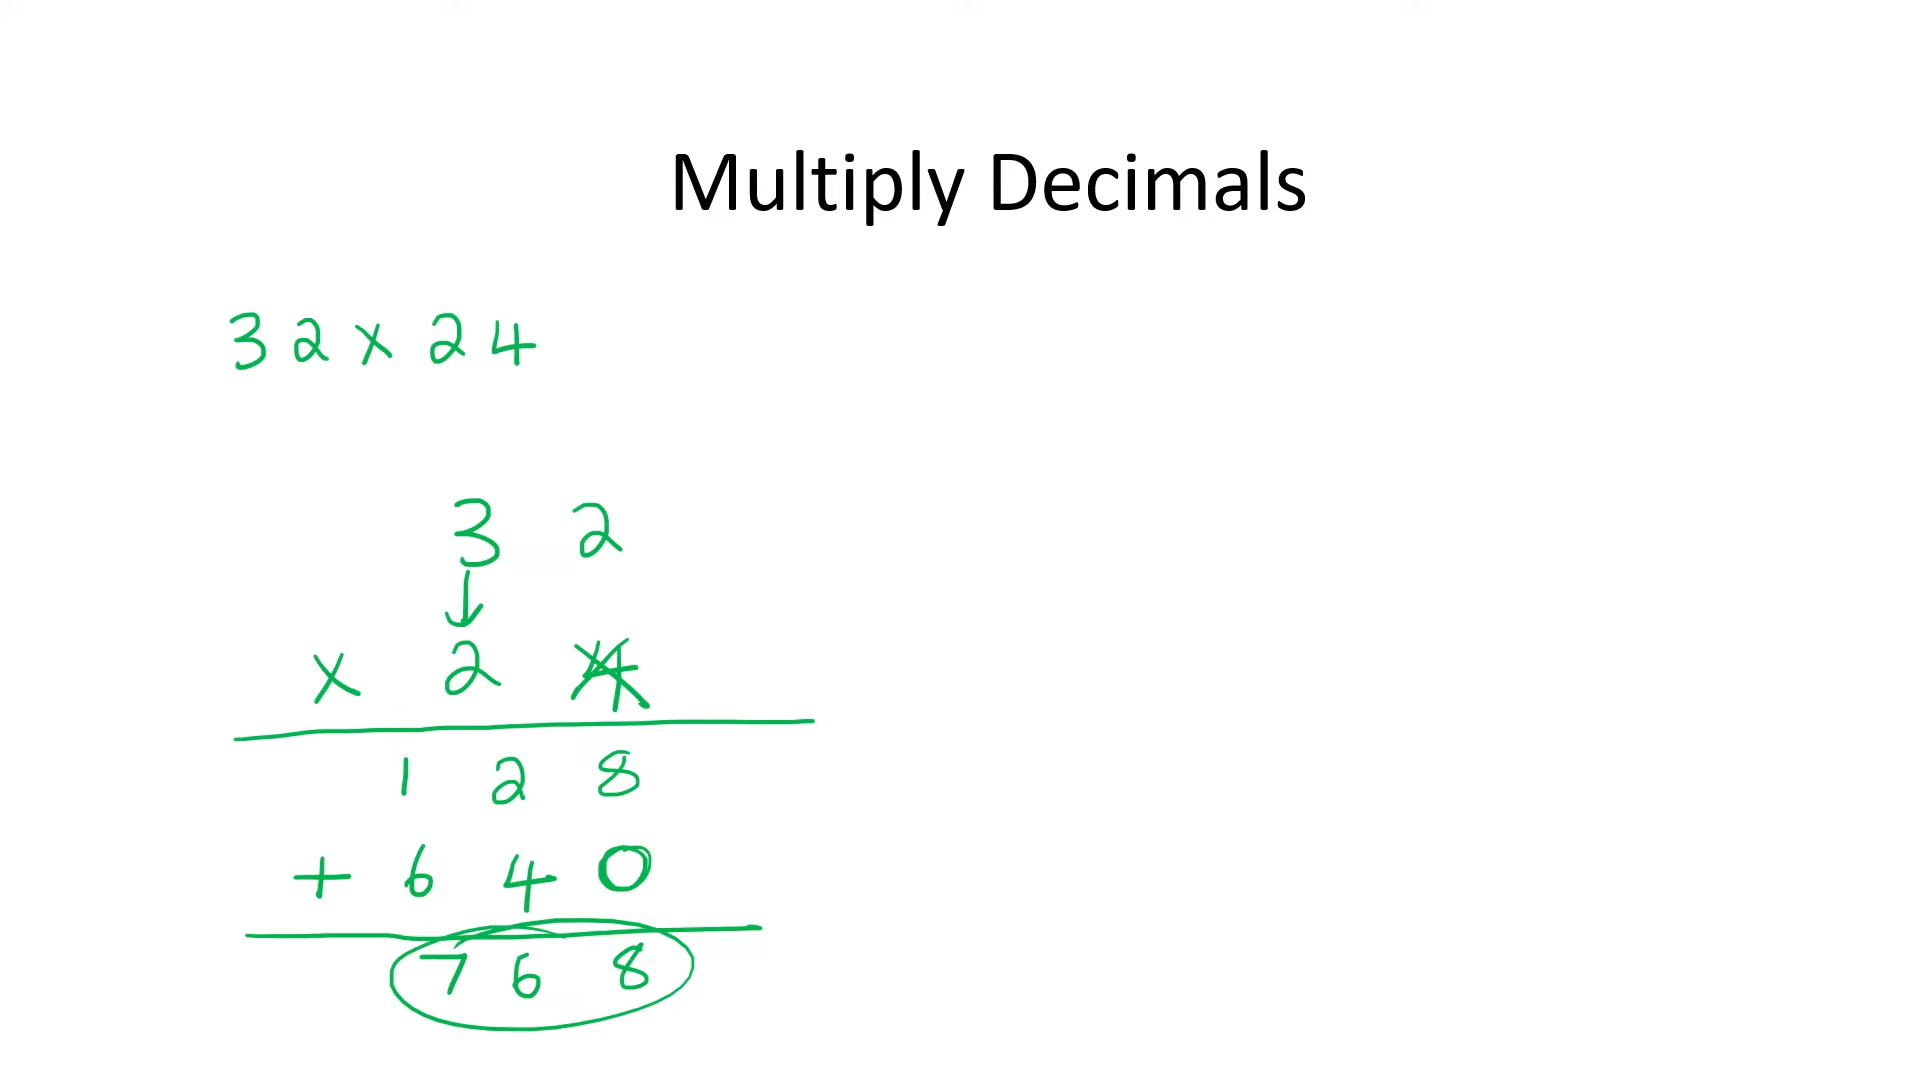 Multiply Decimals
32 x 24
3 2
x 2 4
1 2 8
+ 6 4 0
7 6 8